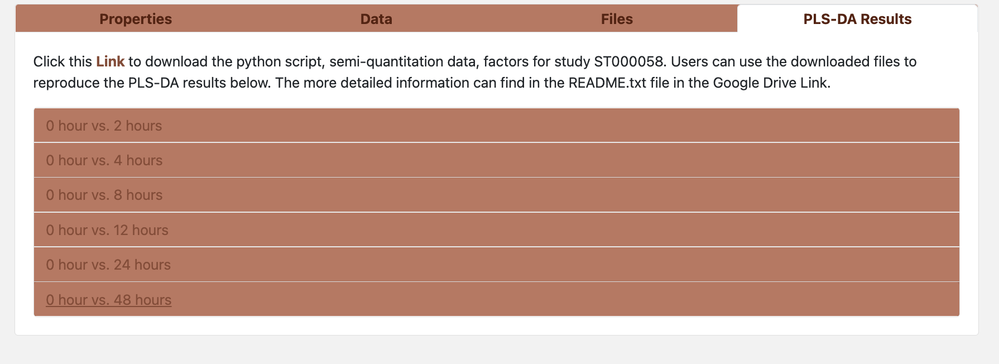 Properties
Data
Files
PLS-DA Results
Click this Link to download the python script, semi-quantitation data, factors for study ST000058. Users can use the downloaded files to
reproduce the PLS-DA results below. The more detailed information can find in the README.txt file in the Google Drive Link.
0 hour vs. 2 hours
0 hour vs. 4 hours
0 hour vs. 8 hours
0 hour vs. 12 hours
0 hour vs. 24 hours
0 hour vs. 48 hours